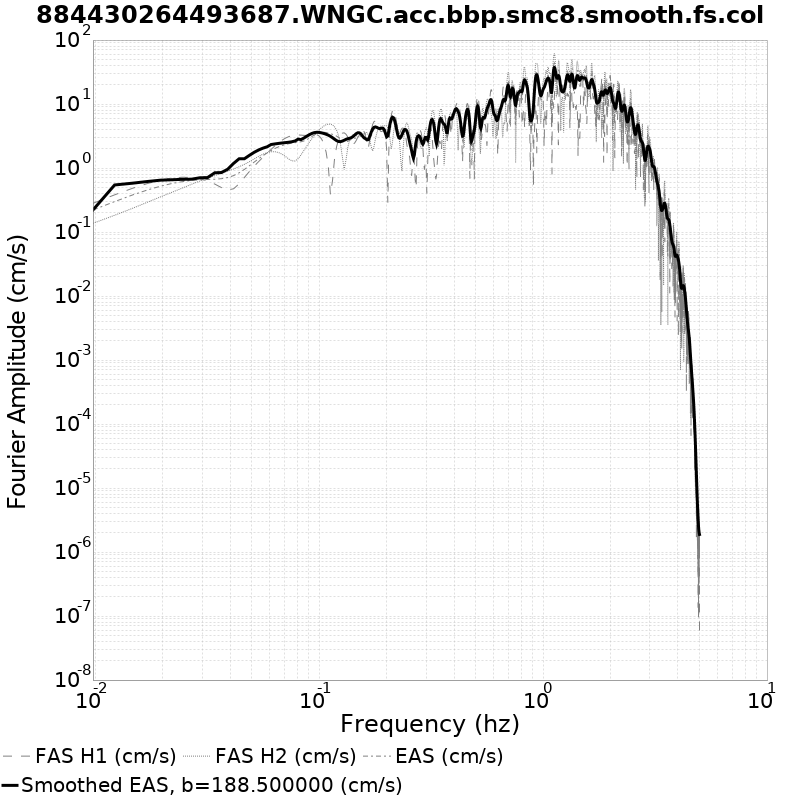 884430264493687.WNGC.acc.bbp.smc8.smooth.fs.col
10^2
10^1
10^0
10^-1
10^-2
10^-3
10^-4
10^-5
10^-6
10^-7
10^-8
Fourier Amplitude (cm/s)
10^-2 10^-1 10^0 10^1
Frequency (hz)
FAS H1 (cm/s) FAS H2 (cm/s) EAS (cm/s)
Smoothed EAS, b=188.500000 (cm/s)